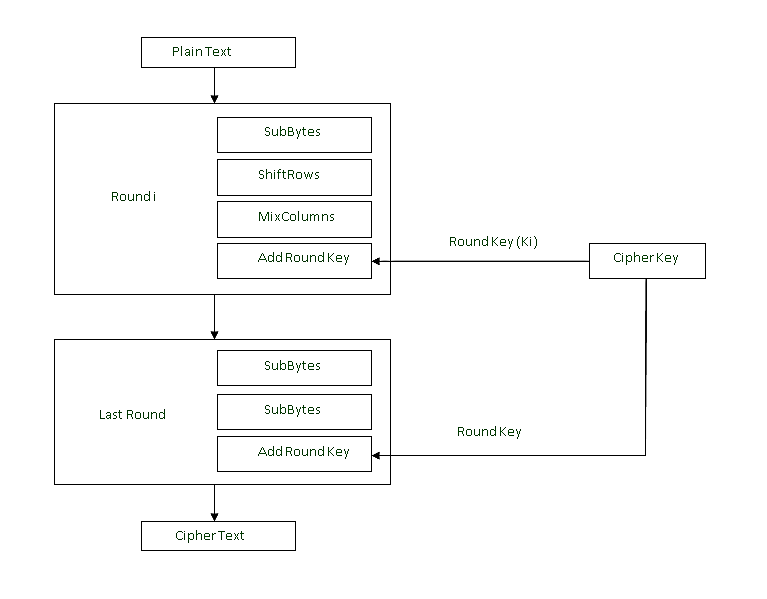 Plain Text
SubBytes
ShiftRows
Round i
MixColumns
Add Round Key
Round Key (Ki)
Cipher Key
SubBytes
Last Round
SubBytes
Add Round Key
Round Key
Cipher Text